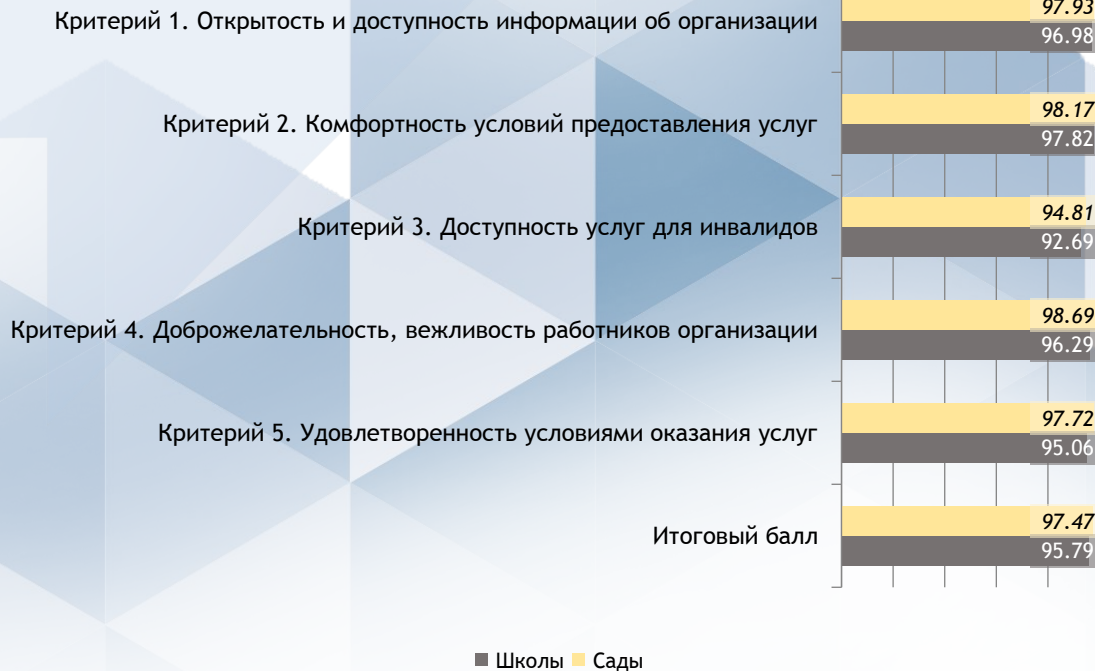 Критерий 1. Открытость и доступность информации об организации
97.93
96.98
Критерий 2. Комфортность условий предоставления услуг
98.17
97.82
Критерий 3. Доступность услуг для инвалидов
94.81
92.69
Критерий 4. Доброжелательность, вежливость работников организации
98.69
96.29
Критерий 5. Удовлетворенность условиями оказания услуг
97.72
95.06
Итоговый балл
97.47
95.79
Школы Сады